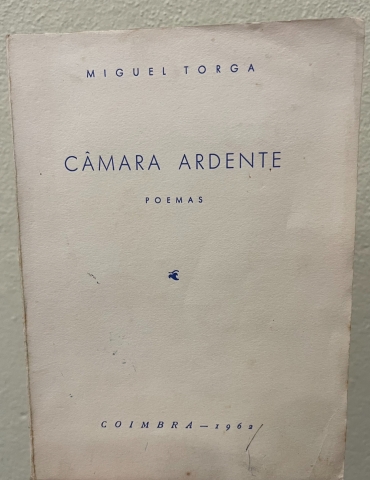 MIGUEL TORGA
CÂMARA ARDENTE
POEMAS
COIMBRA — 1962